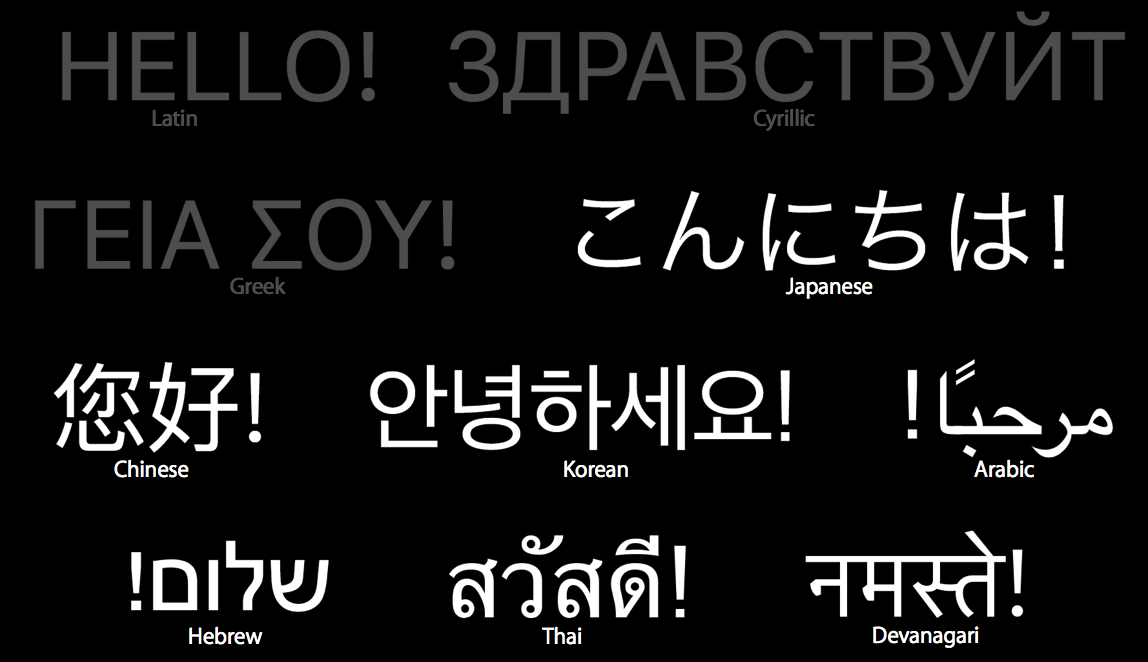 HELLO! ЗДРАВСТВУЙТ
Latin Cyrillic
ΓΕΙΑ ΣΟΥ! こんにちは!
Greek Japanese
您好! 안녕하세요! مرحبًا!
Chinese Korean Arabic
שלום! สวัสดี! नमस्ते!
Hebrew Thai Devanagari